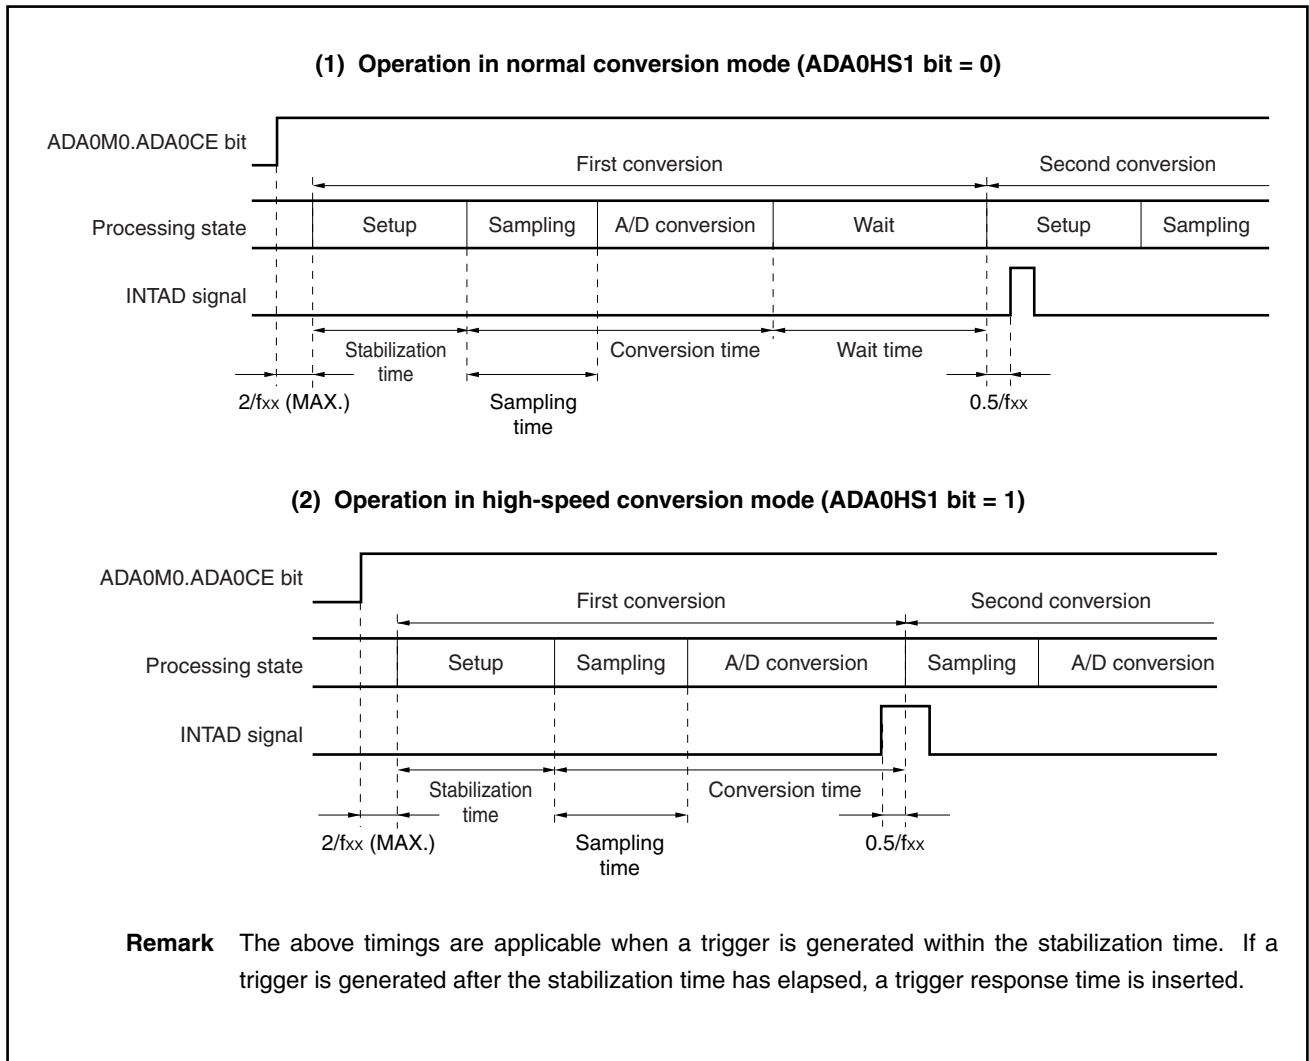 (1) Operation in normal conversion mode (ADA0HS1 bit = 0)
ADA0M0.ADA0CE bit
First conversion
Second conversion
Processing state
Setup
Sampling
A/D conversion
Wait
Setup
Sampling
INTAD signal
Stabilization
time
Conversion time
Wait time
2/fxx (MAX.)
Sampling
time
0.5/fxx
(2) Operation in high-speed conversion mode (ADA0HS1 bit = 1)
ADA0M0.ADA0CE bit
First conversion
Second conversion
Processing state
Setup
Sampling
A/D conversion
Sampling
A/D conversion
INTAD signal
Stabilization
time
Conversion time
2/fxx (MAX.)
Sampling
time
0.5/fxx
Remark The above timings are applicable when a trigger is generated within the stabilization time. If a
trigger is generated after the stabilization time has elapsed, a trigger response time is inserted.